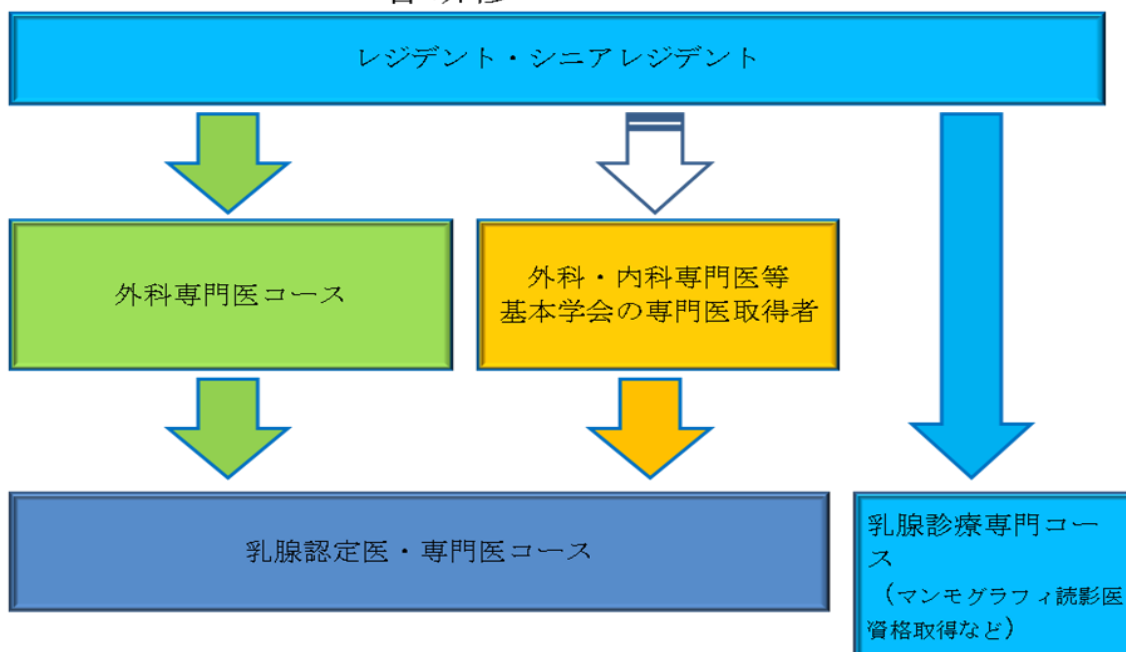 レジデント・シニアレジデント
外科専門医コース
外科・内科専門医等
基本学会の専門医取得者
乳腺認定医・専門医コース
乳腺診療専門コー
ス
（マンモグラフィ読影医
資格取得など）